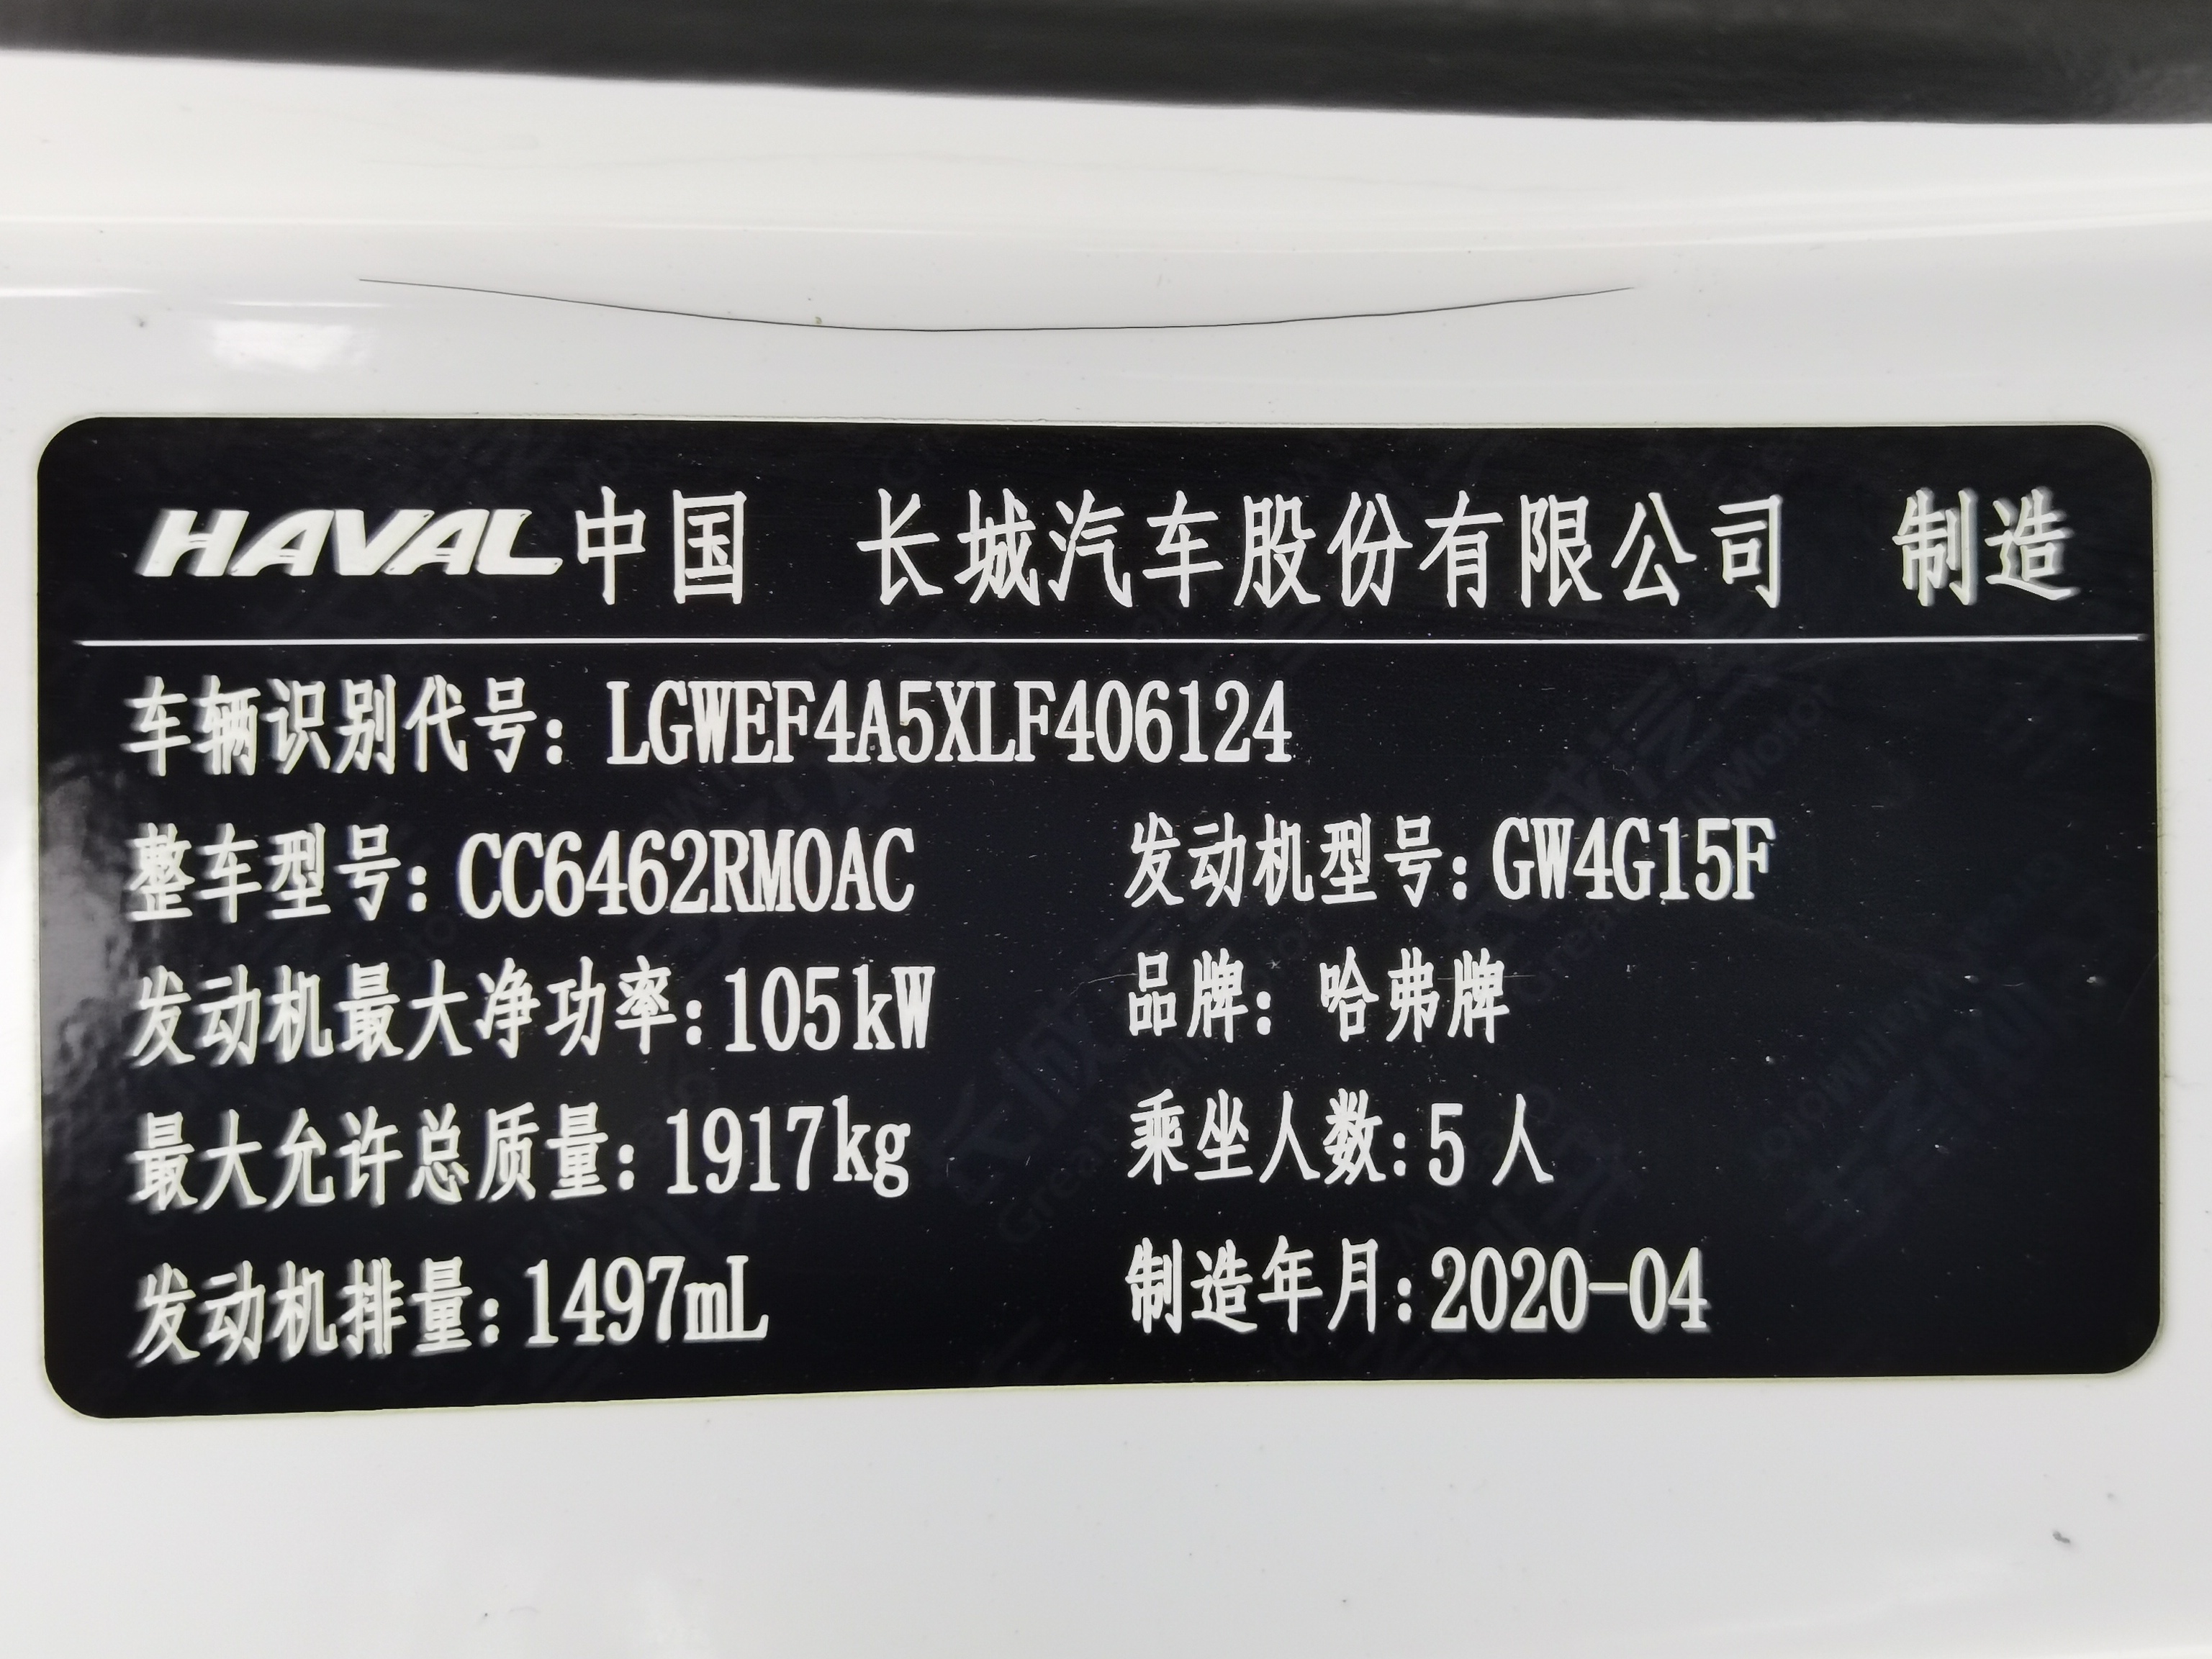 HAVAL中国 长城汽车股份有限公司 制造
车辆识别代号：LGWEF4A5XLF406124
整车型号：CC6462RM0AC 发动机型号：GW4G15F
发动机最大净功率：105kW 品牌：哈弗牌
最大允许总质量：1917kg 乘坐人数：5人
发动机排量：1497mL 制造年月：2020-04